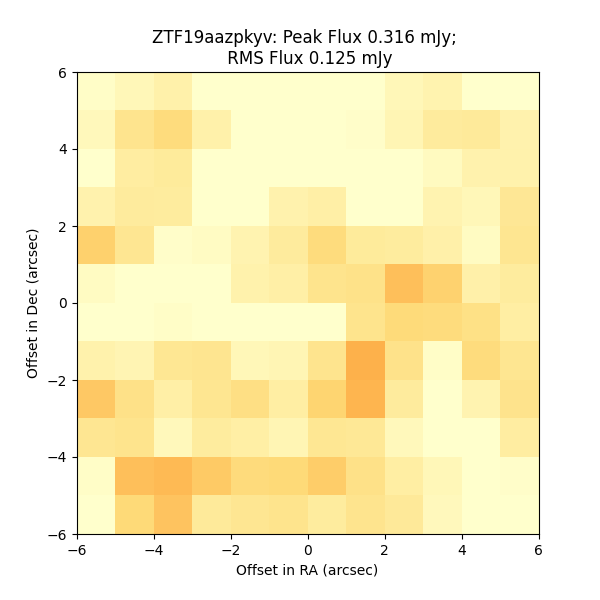 ZTF19aazpkyv: Peak Flux 0.316 mJy;
RMS Flux 0.125 mJy
6
4
2
0
−2
−4
−6
Offset in Dec (arcsec)
−6 −4 −2 0 2 4 6
Offset in RA (arcsec)